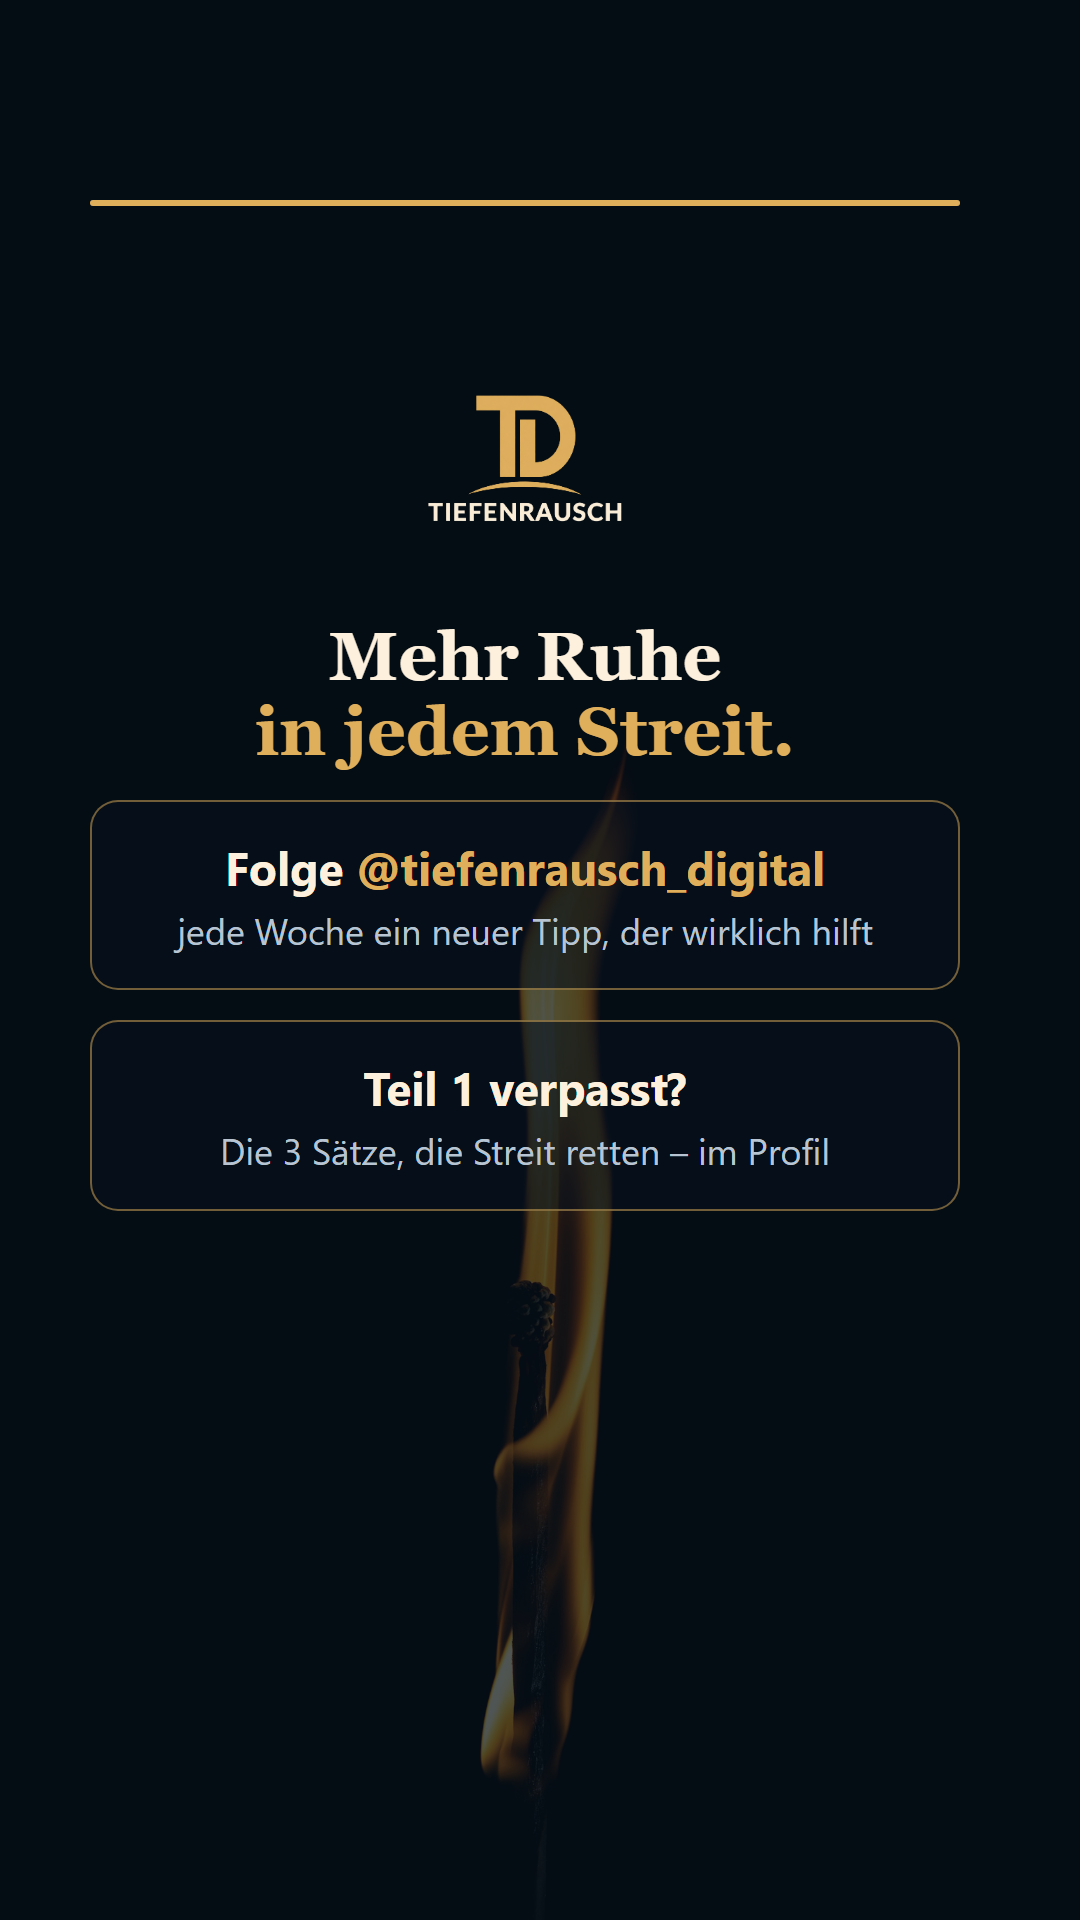 TD
TIEFENRAUSCH
Mehr Ruhe
in jedem Streit.
Folge @tiefenrausch_digital
jede Woche ein neuer Tipp, der wirklich hilft
Teil 1 verpasst?
Die 3 Sätze, die Streit retten – im Profil